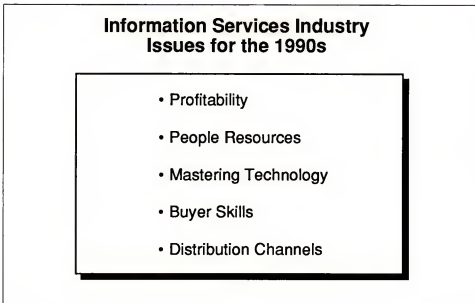 Information Services Industry
Issues for the 1990s
• Profitability
• People Resources
• Mastering Technology
• Buyer Skills
• Distribution Channels